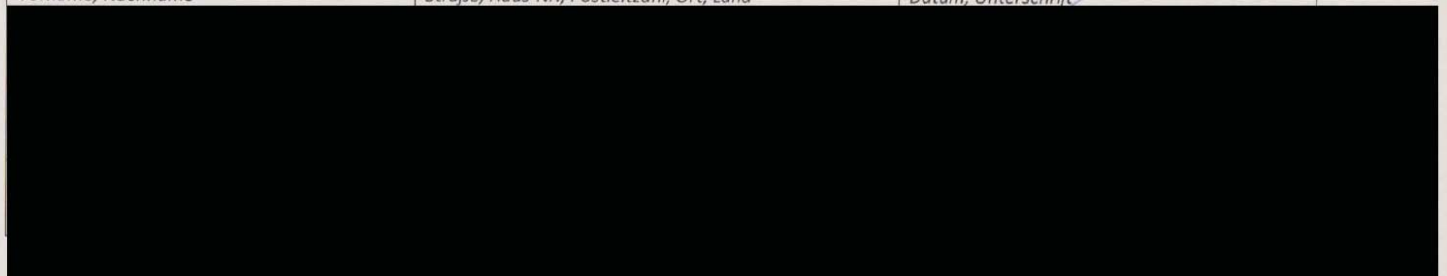 Vorname, Nachname Straße, Haus-Nr., Postleitzahl, Ort, Land Datum, Unterschrift